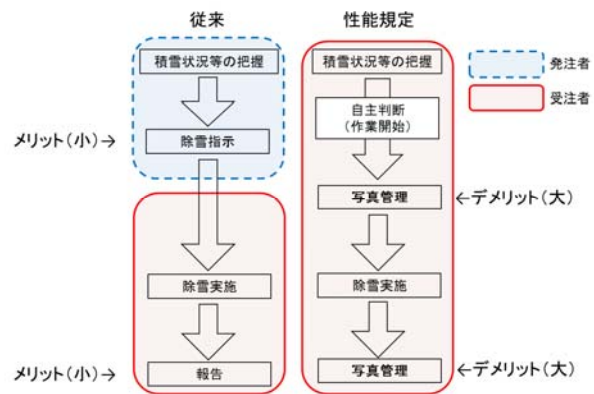 従来
性能規定
積雪状況等の把握
積雪状況等の把握
発注者
受注者
自主判断
(作業開始)
メリット(小)→
除雪指示
写真管理
←デメリット(大)
除雪実施
除雪実施
メリット(小)→
報告
写真管理
←デメリット(大)